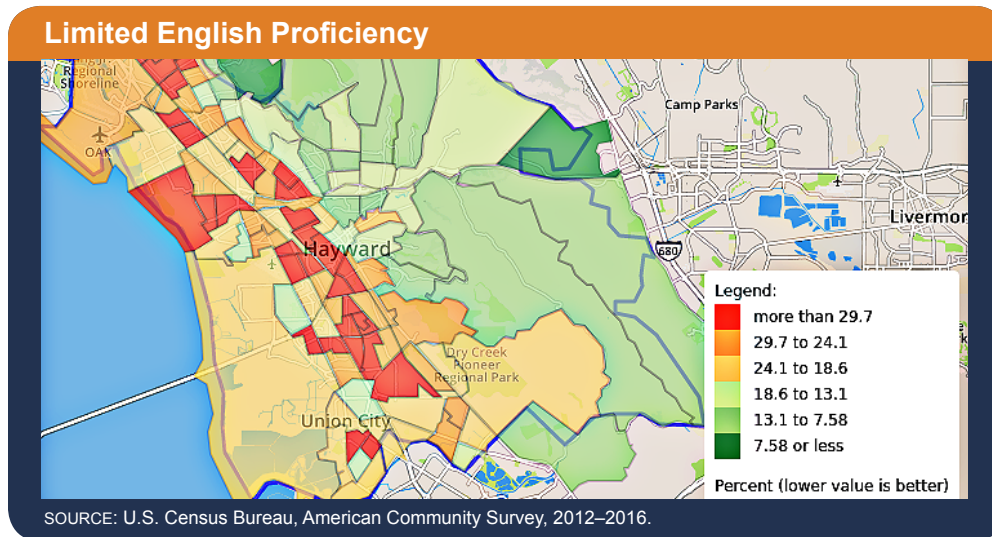 Limited English Proficiency
Regional
Shoreline
OAK
Camp Parks
Livermor
Hayward
680
Dry Creek
Pioneer
Regional Park
Union City
Legend:
more than 29.7
29.7 to 24.1
24.1 to 18.6
18.6 to 13.1
13.1 to 7.58
7.58 or less
Percent (lower value is better)
SOURCE: U.S. Census Bureau, American Community Survey, 2012–2016.